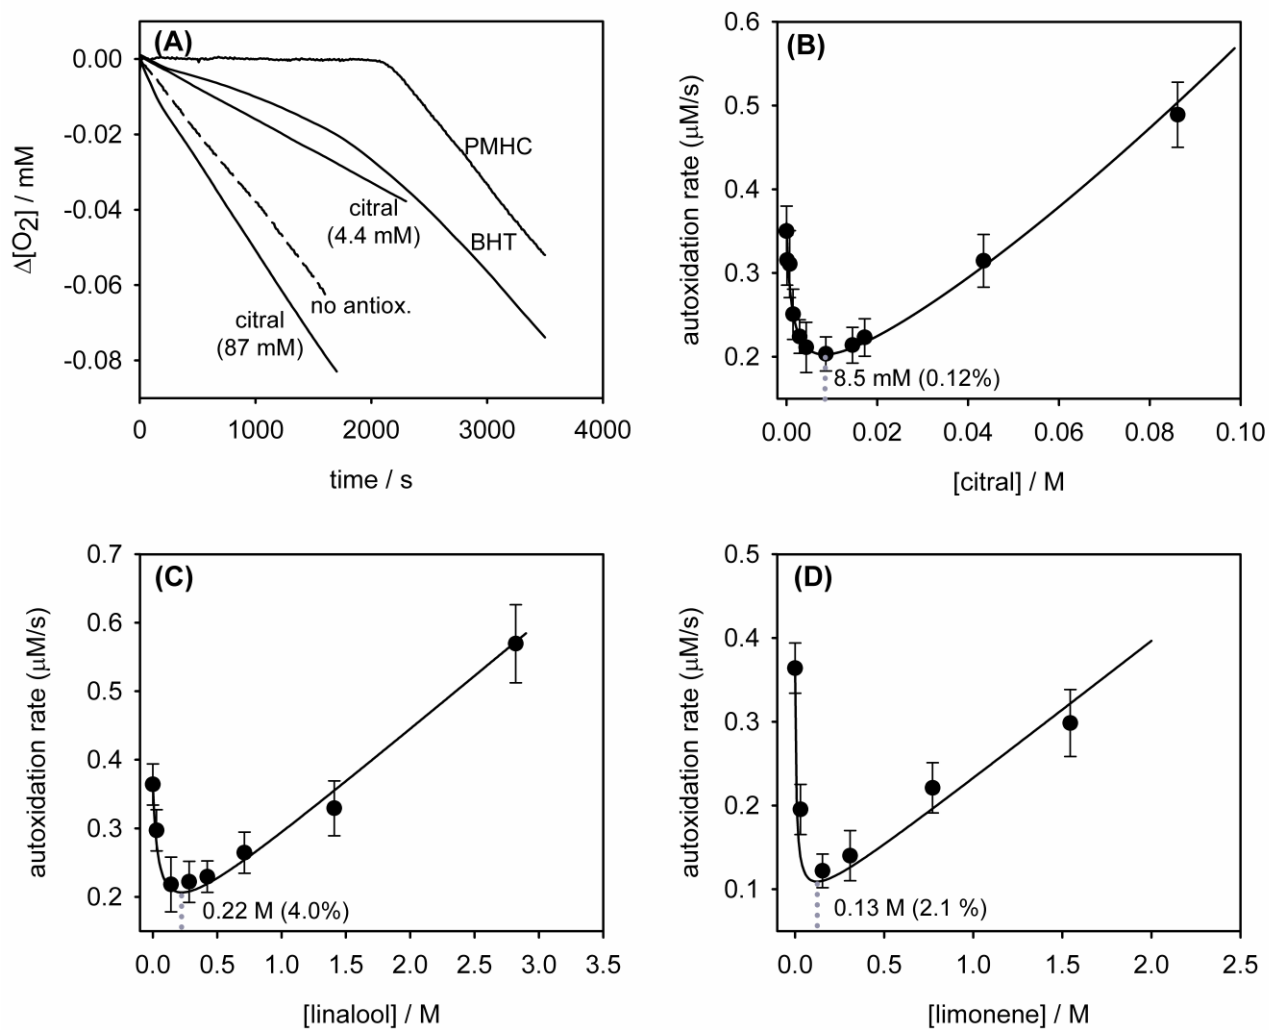 (A)
0.00
-0.02
-0.04
-0.06
-0.08
Δ[O2] / mM
PMHC
citral
(4.4 mM)
BHT
no antiox.
citral
(87 mM)
0 1000 2000 3000 4000
time / s
(B)
0.6
0.5
0.4
0.3
0.2
autoxidation rate (μM/s)
8.5 mM (0.12%)
0.00 0.02 0.04 0.06 0.08 0.10
[citral] / M
(C)
0.7
0.6
0.5
0.4
0.3
0.2
autoxidation rate (μM/s)
0.22 M (4.0%)
0.0 0.5 1.0 1.5 2.0 2.5 3.0 3.5
[linalool] / M
(D)
0.5
0.4
0.3
0.2
0.1
autoxidation rate (μM/s)
0.13 M (2.1 %)
0.0 0.5 1.0 1.5 2.0 2.5
[limonene] / M